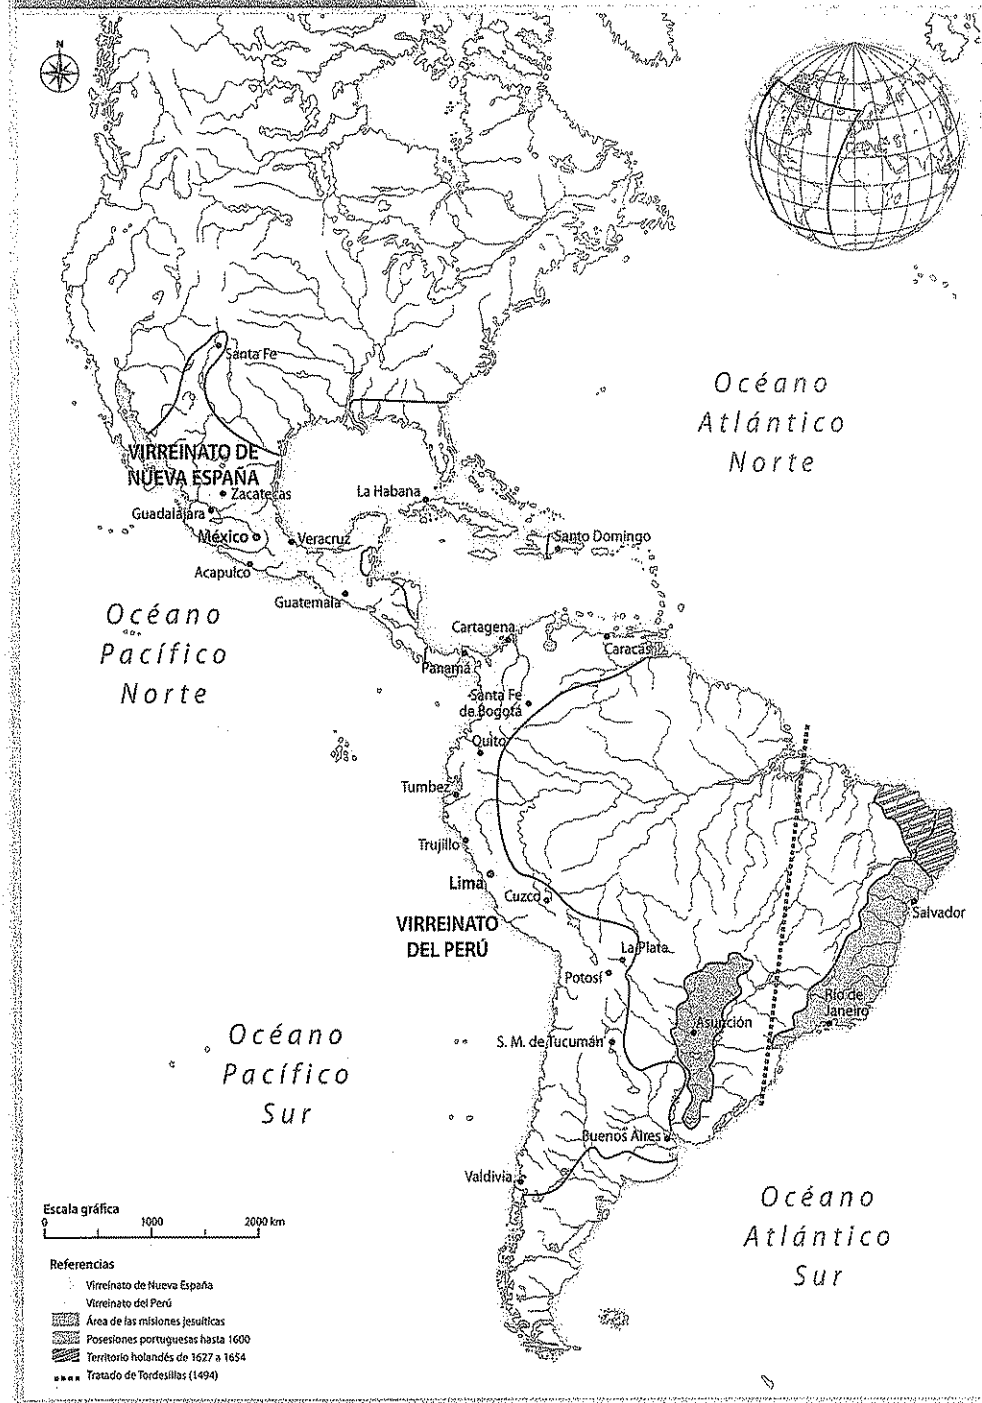 N
Santa Fe
Océano
Atlántico
Norte
VIRREINATO DE
NUEVA ESPAÑA
Zacatecas
La Habana
Guadalajara
México
Veracruz
Santo Domingo
Acapulco
Guatemala
Océano
Pacífico
Norte
Cartagena
Caracas
Panamá
Santa Fe
de Bogotá
Quito
Tumbez
Trujillo
Lima
Cuzco
VIRREINATO
DEL PERÚ
Salvador
La Plata
Potosí
Río de
Janeiro
Asunción
Océano
Pacífico
Sur
S. M. de Tucumán
Buenos Aires
Valdivia
Océano
Atlántico
Sur
Escala gráfica
0 1000 2000 km
Referencias
Virreinato de Nueva España
Virreinato del Perú
Área de las misiones jesuíticas
Posesiones portuguesas hasta 1600
Territorio holandés de 1627 a 1654
Tratado de Tordesillas (1494)